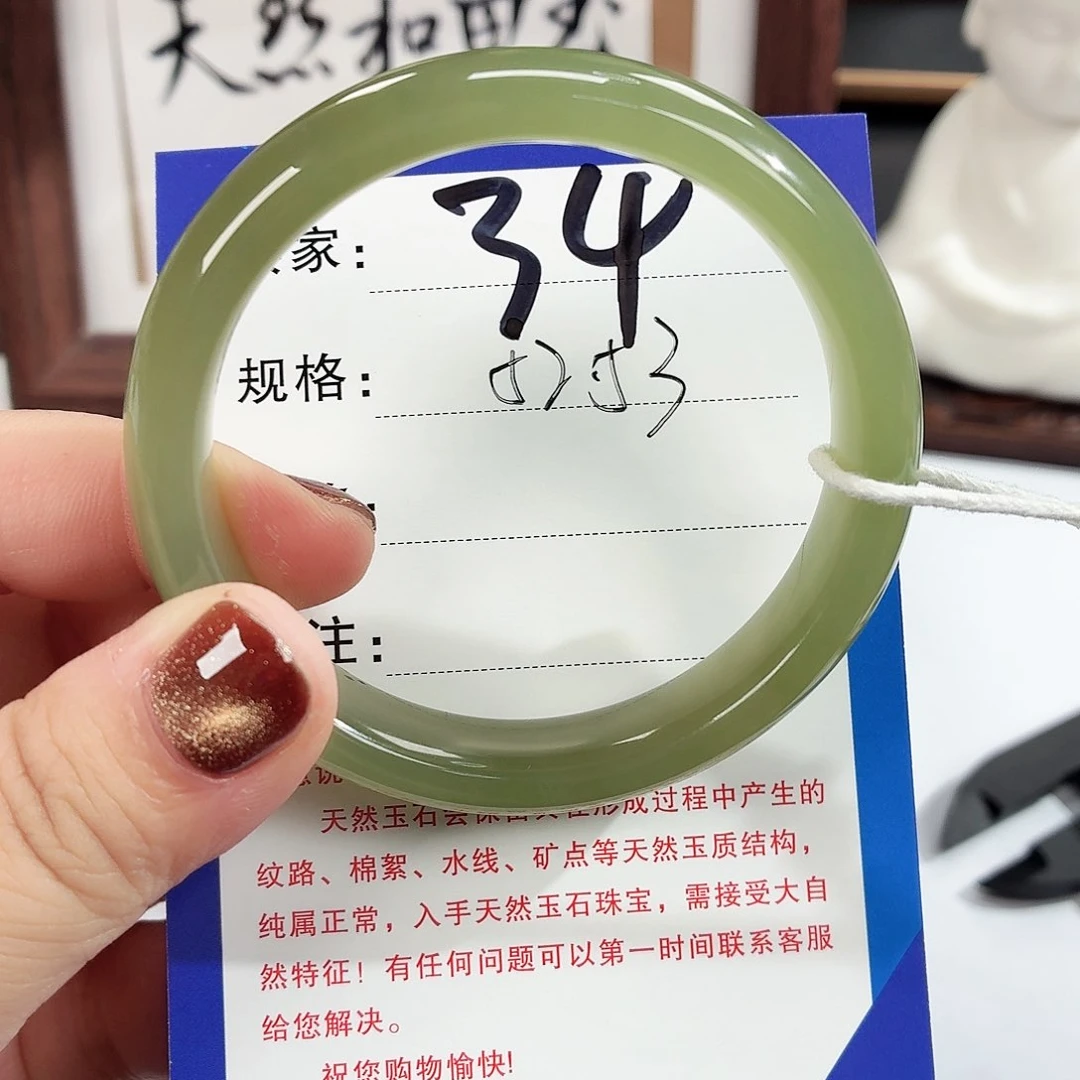 天然和田玉
家：34
规格：
注：
天然玉石会保留其在形成过程中产生的
纹路、棉絮、水线、矿点等天然玉质结构，
纯属正常，入手天然玉石珠宝，需接受大自
然特征！有任何问题可以第一时间联系客服
给您解决。
祝您购物愉快！